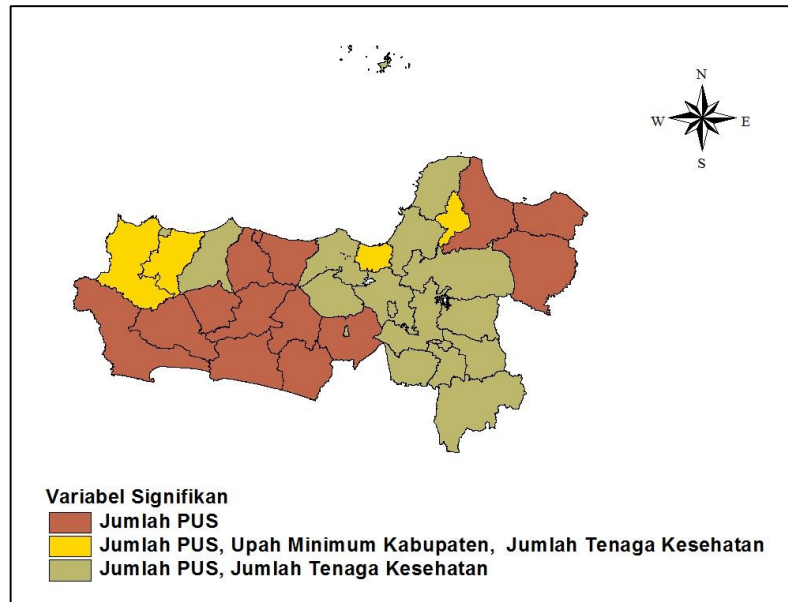 N
W E
S
Variabel Signifikan
Jumlah PUS
Jumlah PUS, Upah Minimum Kabupaten, Jumlah Tenaga Kesehatan
Jumlah PUS, Jumlah Tenaga Kesehatan